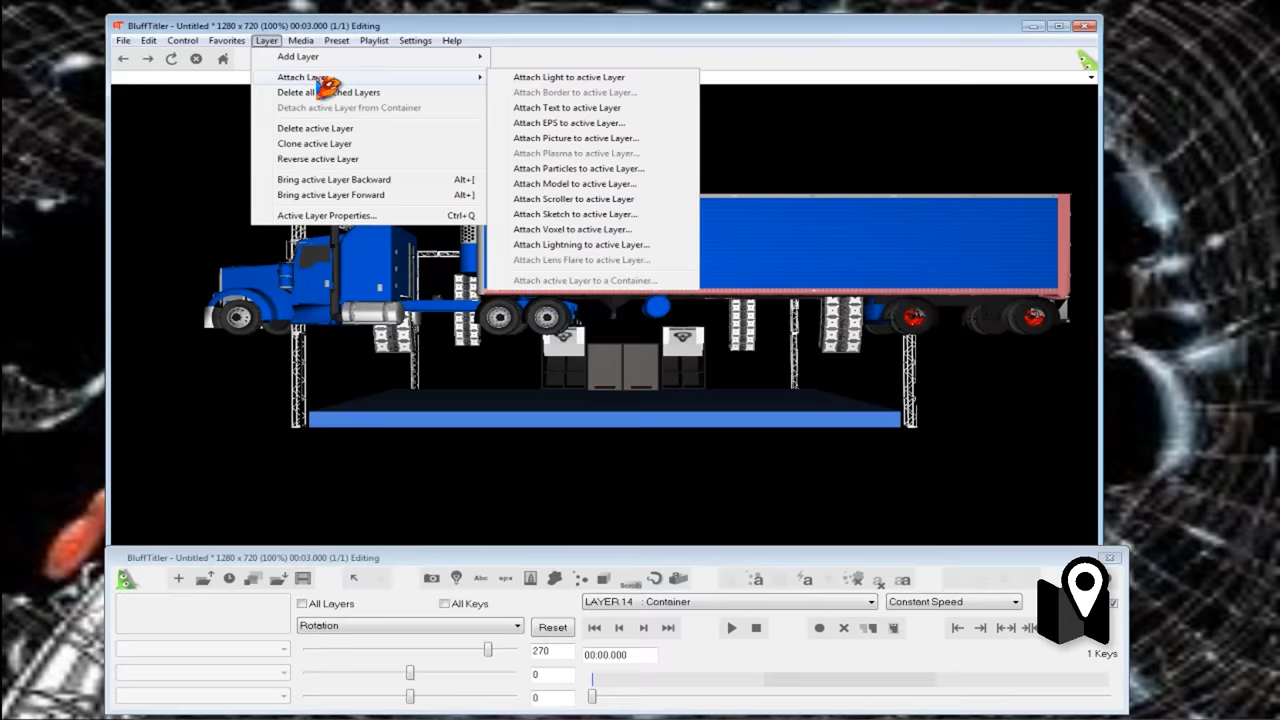 BluffTitler - Untitled * 1280 x 720 (100%) 00:03.000 (1/1) Editing
File Edit Control Favorites Layer Media Preset Playlist Settings Help
Add Layer
Attach Layer
Delete all
ched Layers
Detach active Layer from Container
Delete active Layer
Clone active Layer
Reverse active Layer
Bring active Layer Backward Alt+[
Bring active Layer Forward Alt+]
Active Layer Properties... Ctrl+Q
Attach Light to active Layer
Attach Border to active Layer...
Attach Text to active Layer
Attach EPS to active Layer...
Attach Picture to active Layer...
Attach Plasma to active Layer...
Attach Particles to active Layer...
Attach Model to active Layer...
Attach Scroller to active Layer
Attach Sketch to active Layer...
Attach Voxel to active Layer...
Attach Lightning to active Layer...
Attach Lens Flare to active Layer...
Attach active Layer to a Container...
BluffTitler - Untitled * 1280 x 720 (100%) 00:03.000 (1/1) Editing
Abc eps Scroll a a a aa
All Layers All Keys LAYER 14 : Container Constant Speed
Rotation Reset
270 00:00.000 1 Keys
0
0